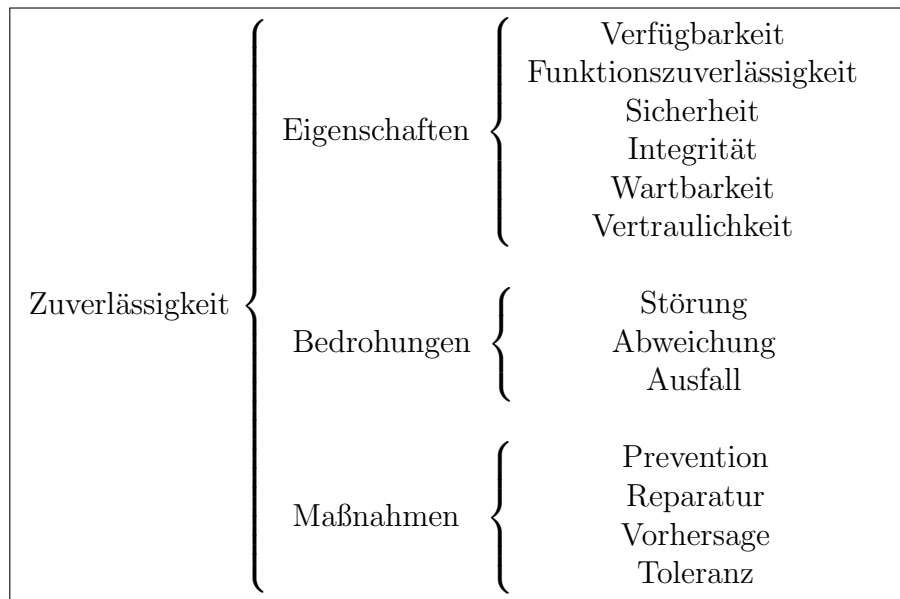 Zuverlässigkeit
Eigenschaften
Verfügbarkeit
Funktionszuverlässigkeit
Sicherheit
Integrität
Wartbarkeit
Vertraulichkeit
Bedrohungen
Störung
Abweichung
Ausfall
Maßnahmen
Prevention
Reparatur
Vorhersage
Toleranz